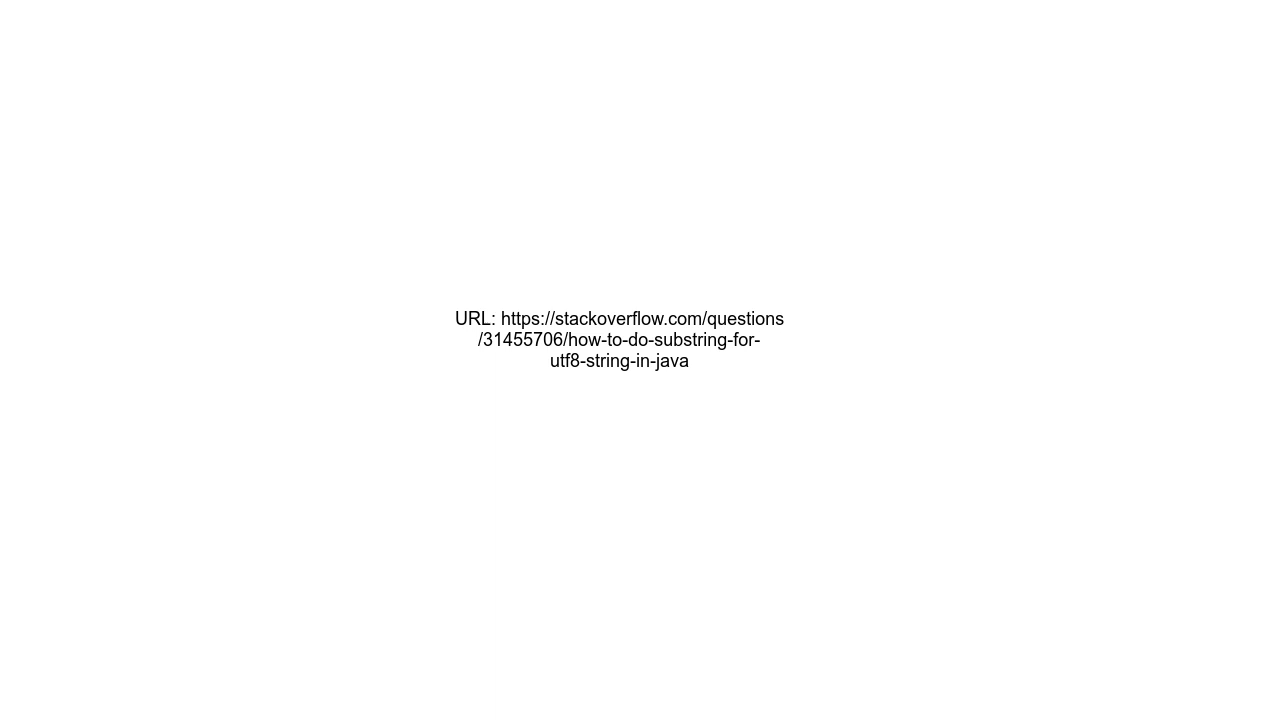 URL: https://stackoverflow.com/questions
/31455706/how-to-do-substring-for-
utf8-string-in-java